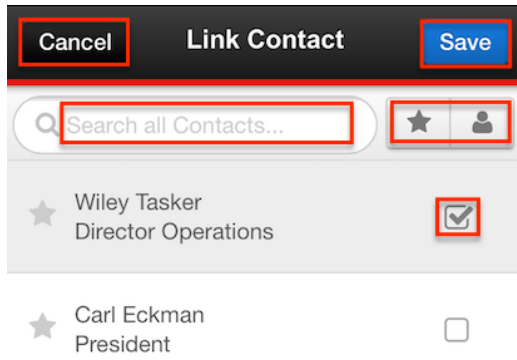 Cancel Link Contact Save
Search all Contacts...
Wiley Tasker
Director Operations
Carl Eckman
President